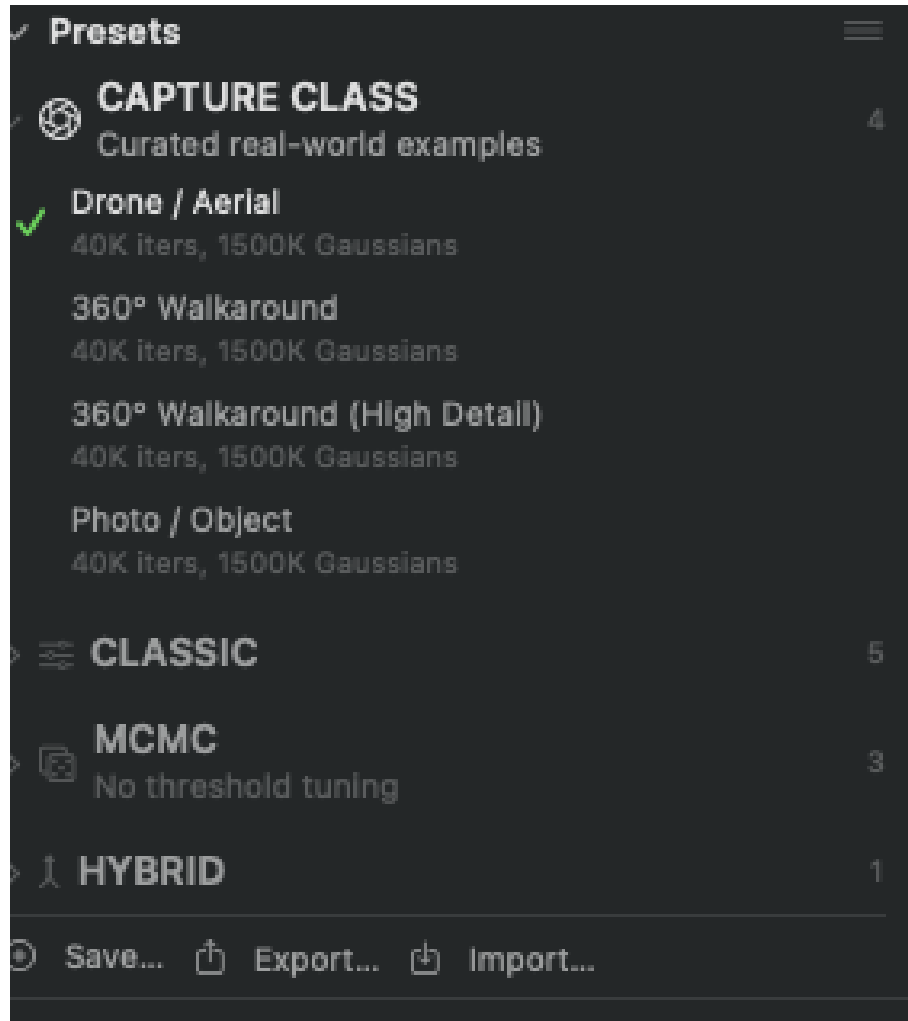 Presets
CAPTURE CLASS
4
Curated real-world examples
Drone / Aerial
40K iters, 1500K Gaussians
360° Walkaround
40K iters, 1500K Gaussians
360° Walkaround (High Detail)
40K iters, 1500K Gaussians
Photo / Object
40K iters, 1500K Gaussians
CLASSIC 5
MCMC
3
No threshold tuning
HYBRID 1
Save... Export... Import...